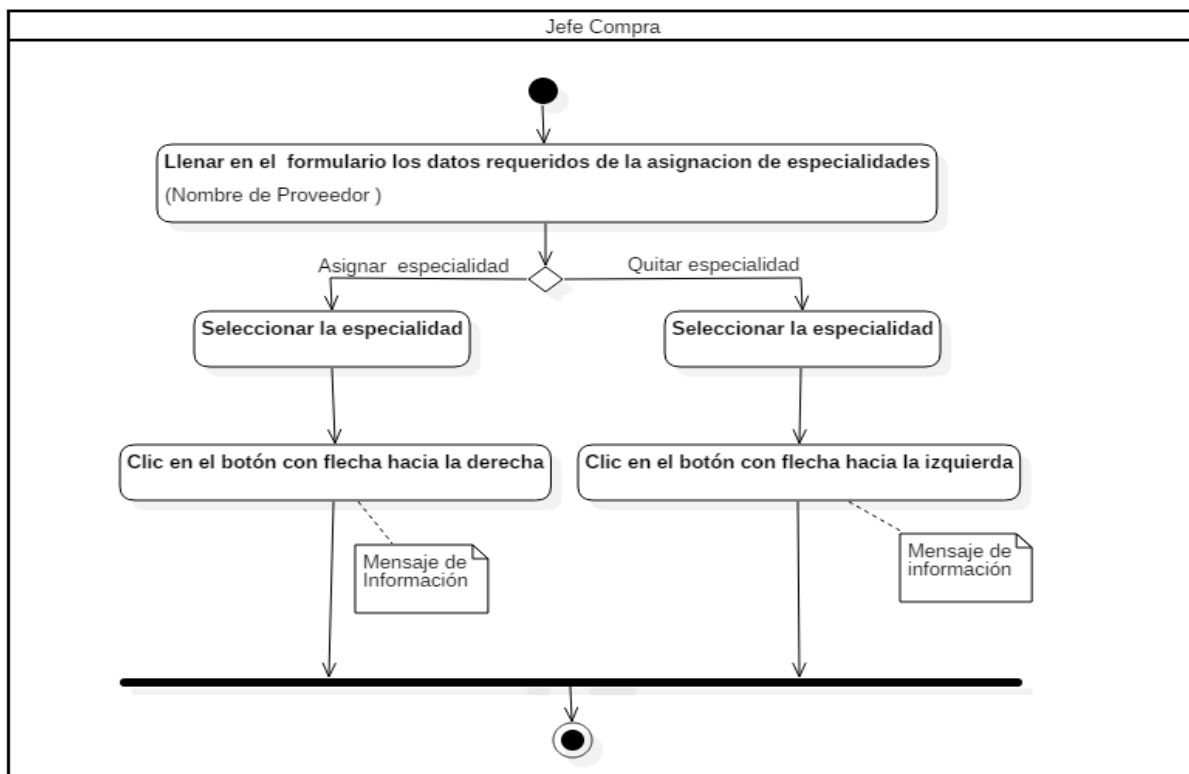 Jefe Compra
Llenar en el  formulario los datos requeridos de la asignacion de especialidades
(Nombre de Proveedor )
Asignar  especialidad
Quitar especialidad
Seleccionar la especialidad
Seleccionar la especialidad
Clic en el botón con flecha hacia la derecha
Clic en el botón con flecha hacia la izquierda
Mensaje de
Información
Mensaje de
información